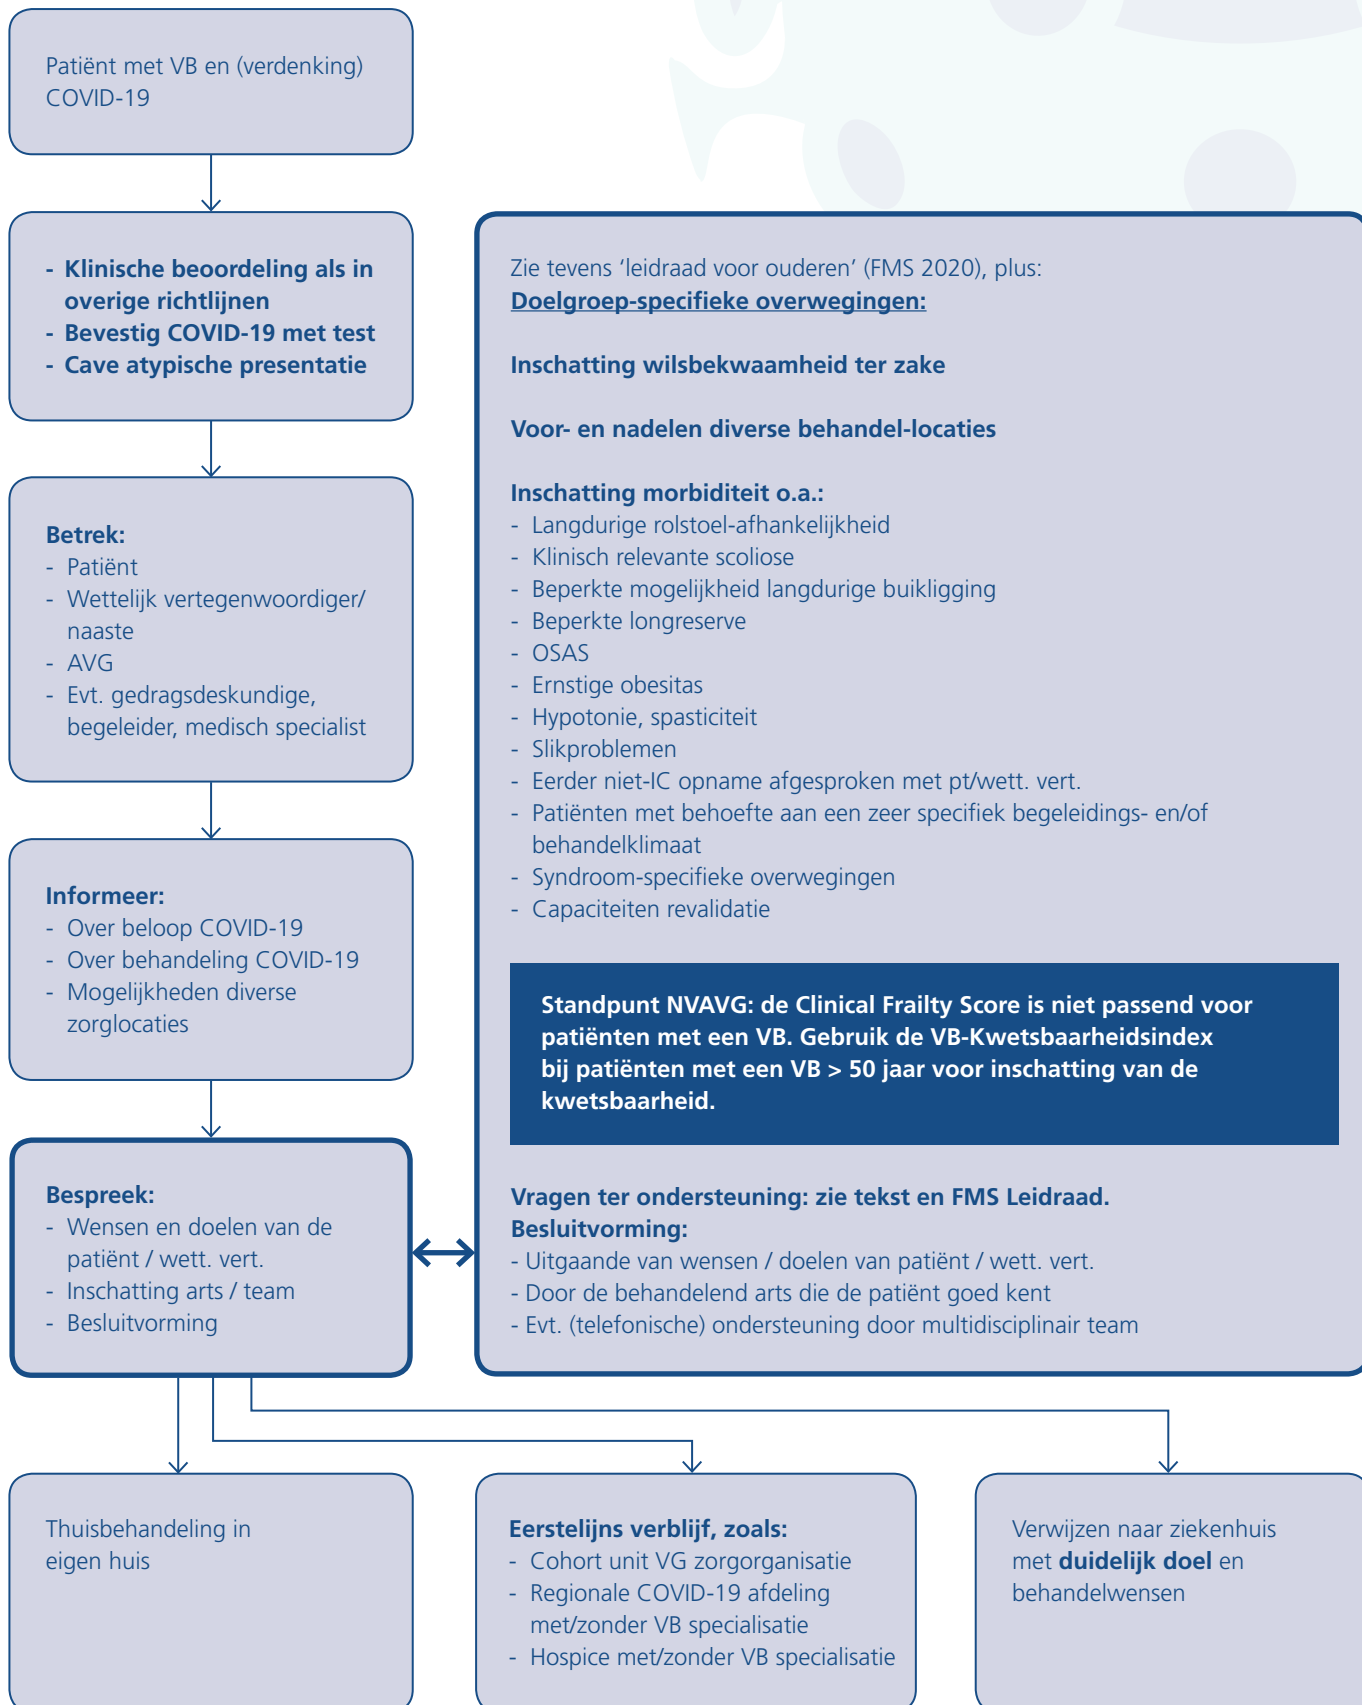 Patiënt met VB en (verdenking)
COVID-19
- Klinische beoordeling als in
overige richtlijnen
- Bevestig COVID-19 met test
- Cave atypische presentatie
Betrek:
- Patiënt
- Wettelijk vertegenwoordiger/
naaste
- AVG
- Evt. gedragsdeskundige,
begeleider, medisch specialist
Informeer:
- Over beloop COVID-19
- Over behandeling COVID-19
- Mogelijkheden diverse
zorglocaties
Bespreek:
- Wensen en doelen van de
patiënt / wett. vert.
- Inschatting arts / team
- Besluitvorming
Zie tevens ‘leidraad voor ouderen’ (FMS 2020), plus:
Doelgroep-specifieke overwegingen:
Inschatting wilsbekwaamheid ter zake
Voor- en nadelen diverse behandel-locaties
Inschatting morbiditeit o.a.:
- Langdurige rolstoel-afhankelijkheid
- Klinisch relevante scoliose
- Beperkte mogelijkheid langdurige buikligging
- Beperkte longreserve
- OSAS
- Ernstige obesitas
- Hypotonie, spasticiteit
- Slikproblemen
- Eerder niet-IC opname afgesproken met pt/wett. vert.
- Patiënten met behoefte aan een zeer specifiek begeleidings- en/of
behandelklimaat
- Syndroom-specifieke overwegingen
- Capaciteiten revalidatie
Standpunt NVAVG: de Clinical Frailty Score is niet passend voor
patiënten met een VB. Gebruik de VB-Kwetsbaarheidsindex
bij patiënten met een VB > 50 jaar voor inschatting van de
kwetsbaarheid.
Vragen ter ondersteuning: zie tekst en FMS Leidraad.
Besluitvorming:
- Uitgaande van wensen / doelen van patiënt / wett. vert.
- Door de behandelend arts die de patiënt goed kent
- Evt. (telefonische) ondersteuning door multidisciplinair team
Thuisbehandeling in
eigen huis
Eerstelijns verblijf, zoals:
- Cohort unit VG zorgorganisatie
- Regionale COVID-19 afdeling
met/zonder VB specialisatie
- Hospice met/zonder VB specialisatie
Verwijzen naar ziekenhuis
met duidelijk doel en
behandelwensen